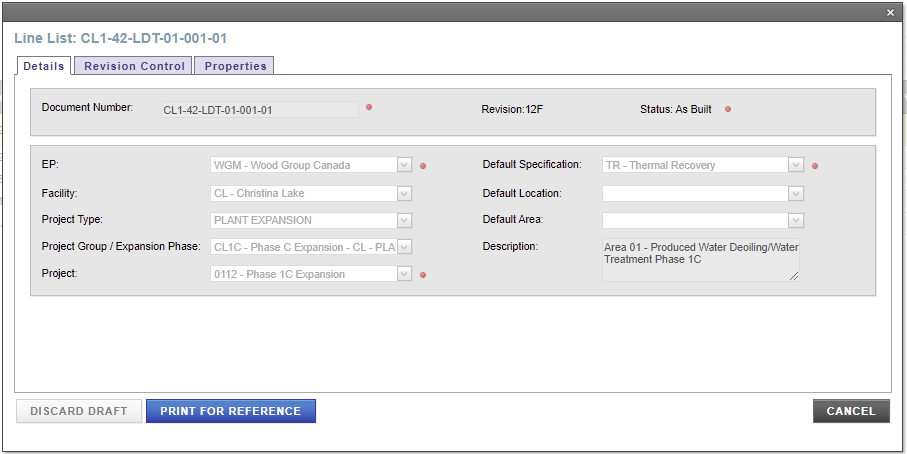 ×
Line List: CL1-42-LDT-01-001-01
Details Revision Control Properties
Document Number: CL1-42-LDT-01-001-01 Revision:12F Status: As Built
EP: WGM - Wood Group Canada Default Specification: TR - Thermal Recovery
Facility: CL - Christina Lake Default Location:
Project Type: PLANT EXPANSION Default Area:
Project Group / Expansion Phase: CL1C - Phase C Expansion - CL - PLA Description: Area 01 - Produced Water Deoiling/Water
Treatment Phase 1C
Project: 0112 - Phase 1C Expansion
DISCARD DRAFT PRINT FOR REFERENCE CANCEL